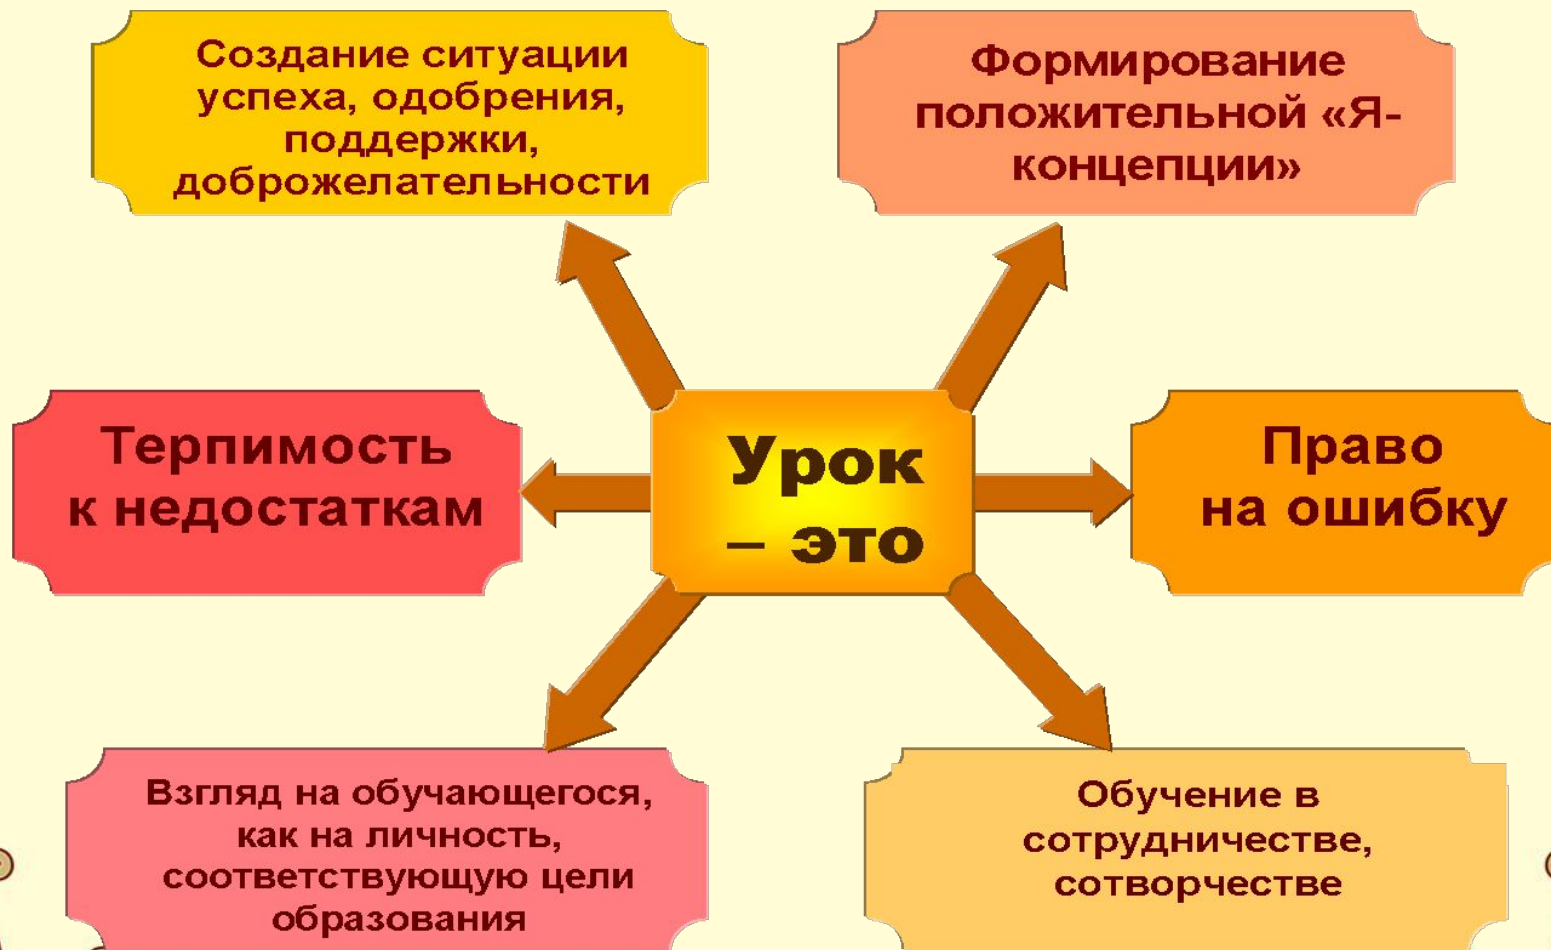 Создание ситуации
успеха, одобрения,
поддержки,
доброжелательности
Формирование
положительной «Я-
концепции»
Терпимость
к недостаткам
Урок
– это
Право
на ошибку
Взгляд на обучающегося,
как на личность,
соответствующую цели
образования
Обучение в
сотрудничестве,
сотворчестве